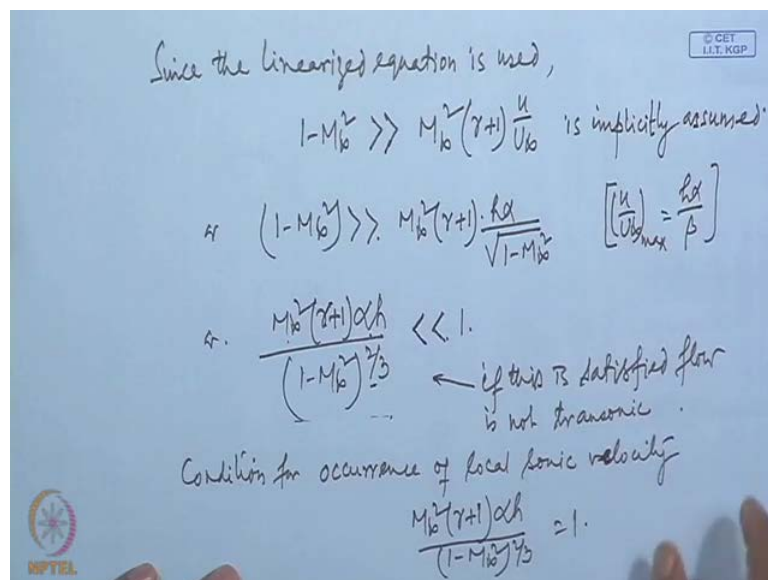 © CET
I.I.T. KGP
Since the linearized equation is used,
1-M∞² >> M∞²(γ+1) u/U∞ is implicitly assumed.
or (1-M∞²) >> M∞²(γ+1) · hα/√(1-M∞²) [(u/U∞)max = hα/β]
or. M∞²(γ+1)αh/(1-M∞²)^2/3 << 1.
← if this is satisfied flow
is not transonic.
Condition for occurrence of local sonic velocity
M∞²(γ+1)αh/(1-M∞²)^2/3 = 1.
NPTEL